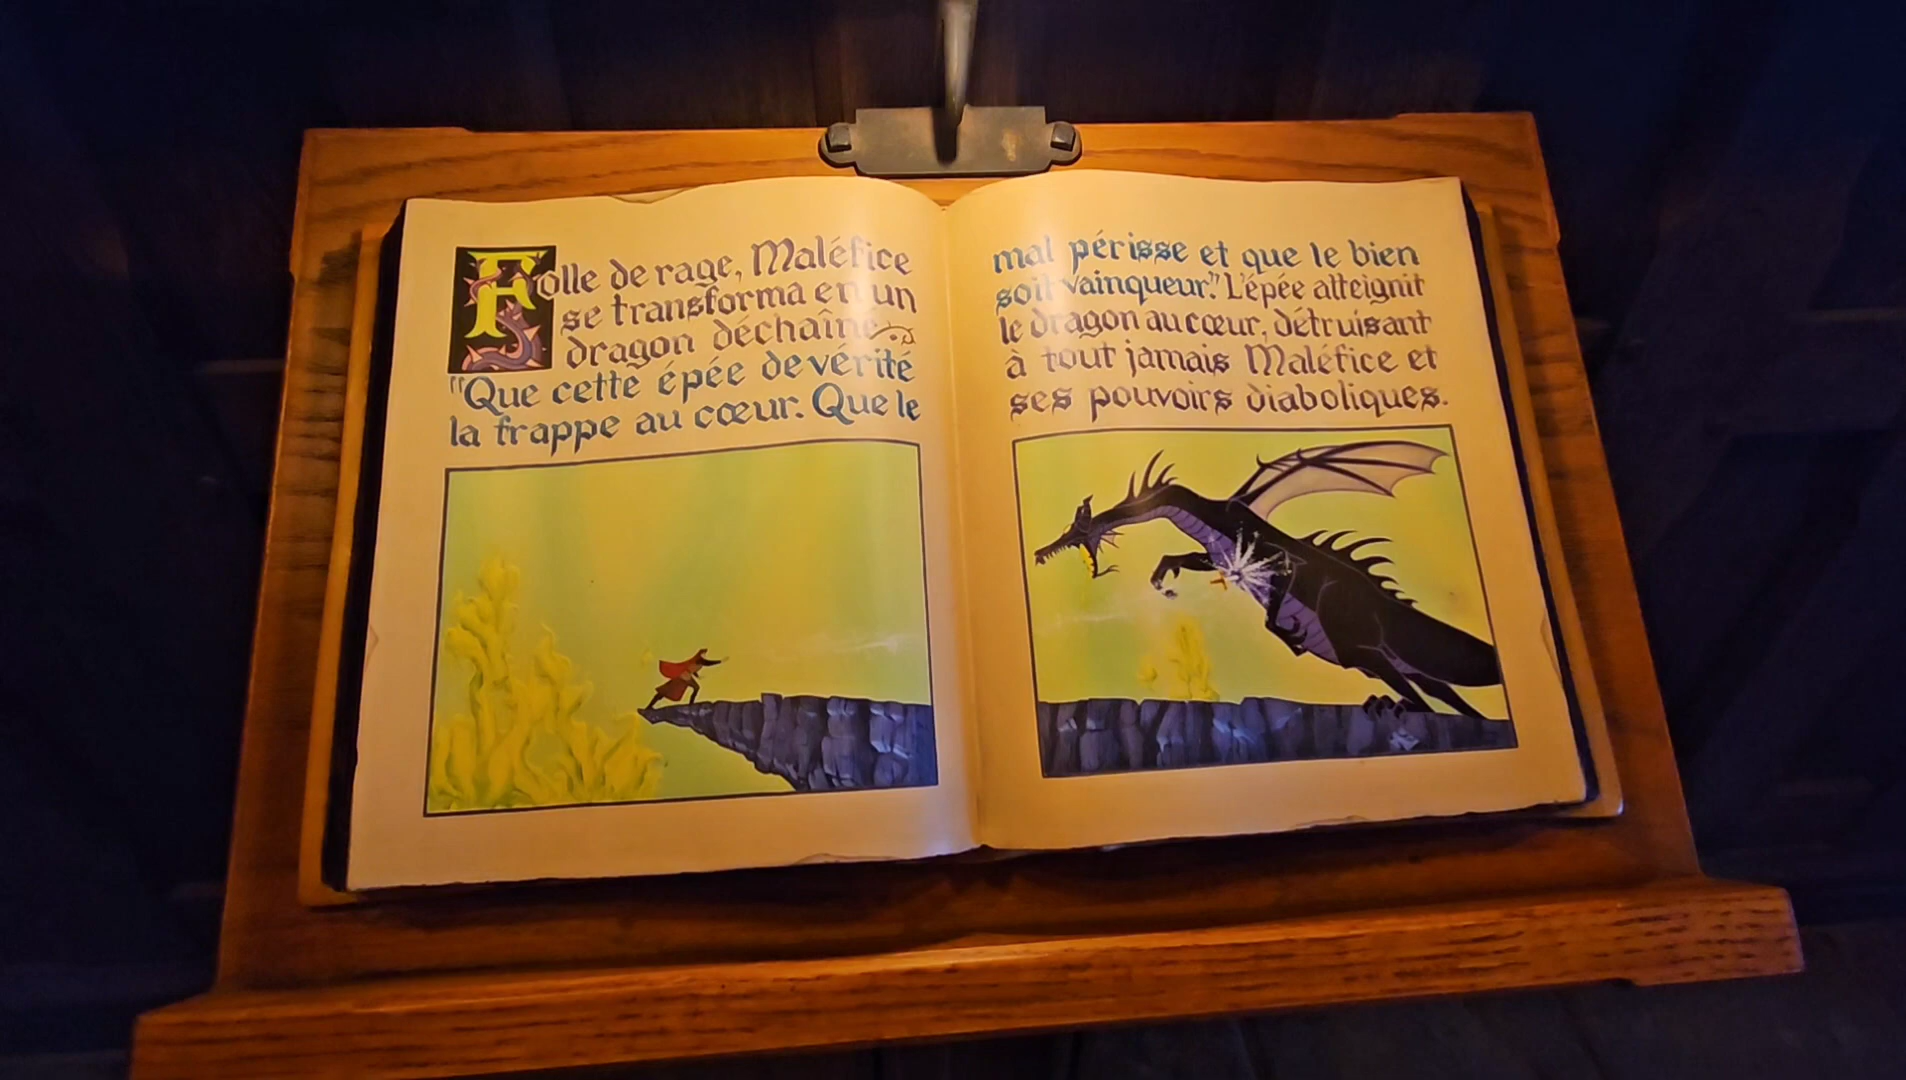 Folle de rage, Maléfice
se transforma en un
dragon déchaîné.
"Que cette épée de vérité
la frappe au cœur. Que le
mal périsse et que le bien
soit vainqueur." L'épée atteignit
le dragon au cœur, détruisant
à tout jamais Maléfice et
ses pouvoirs diaboliques.